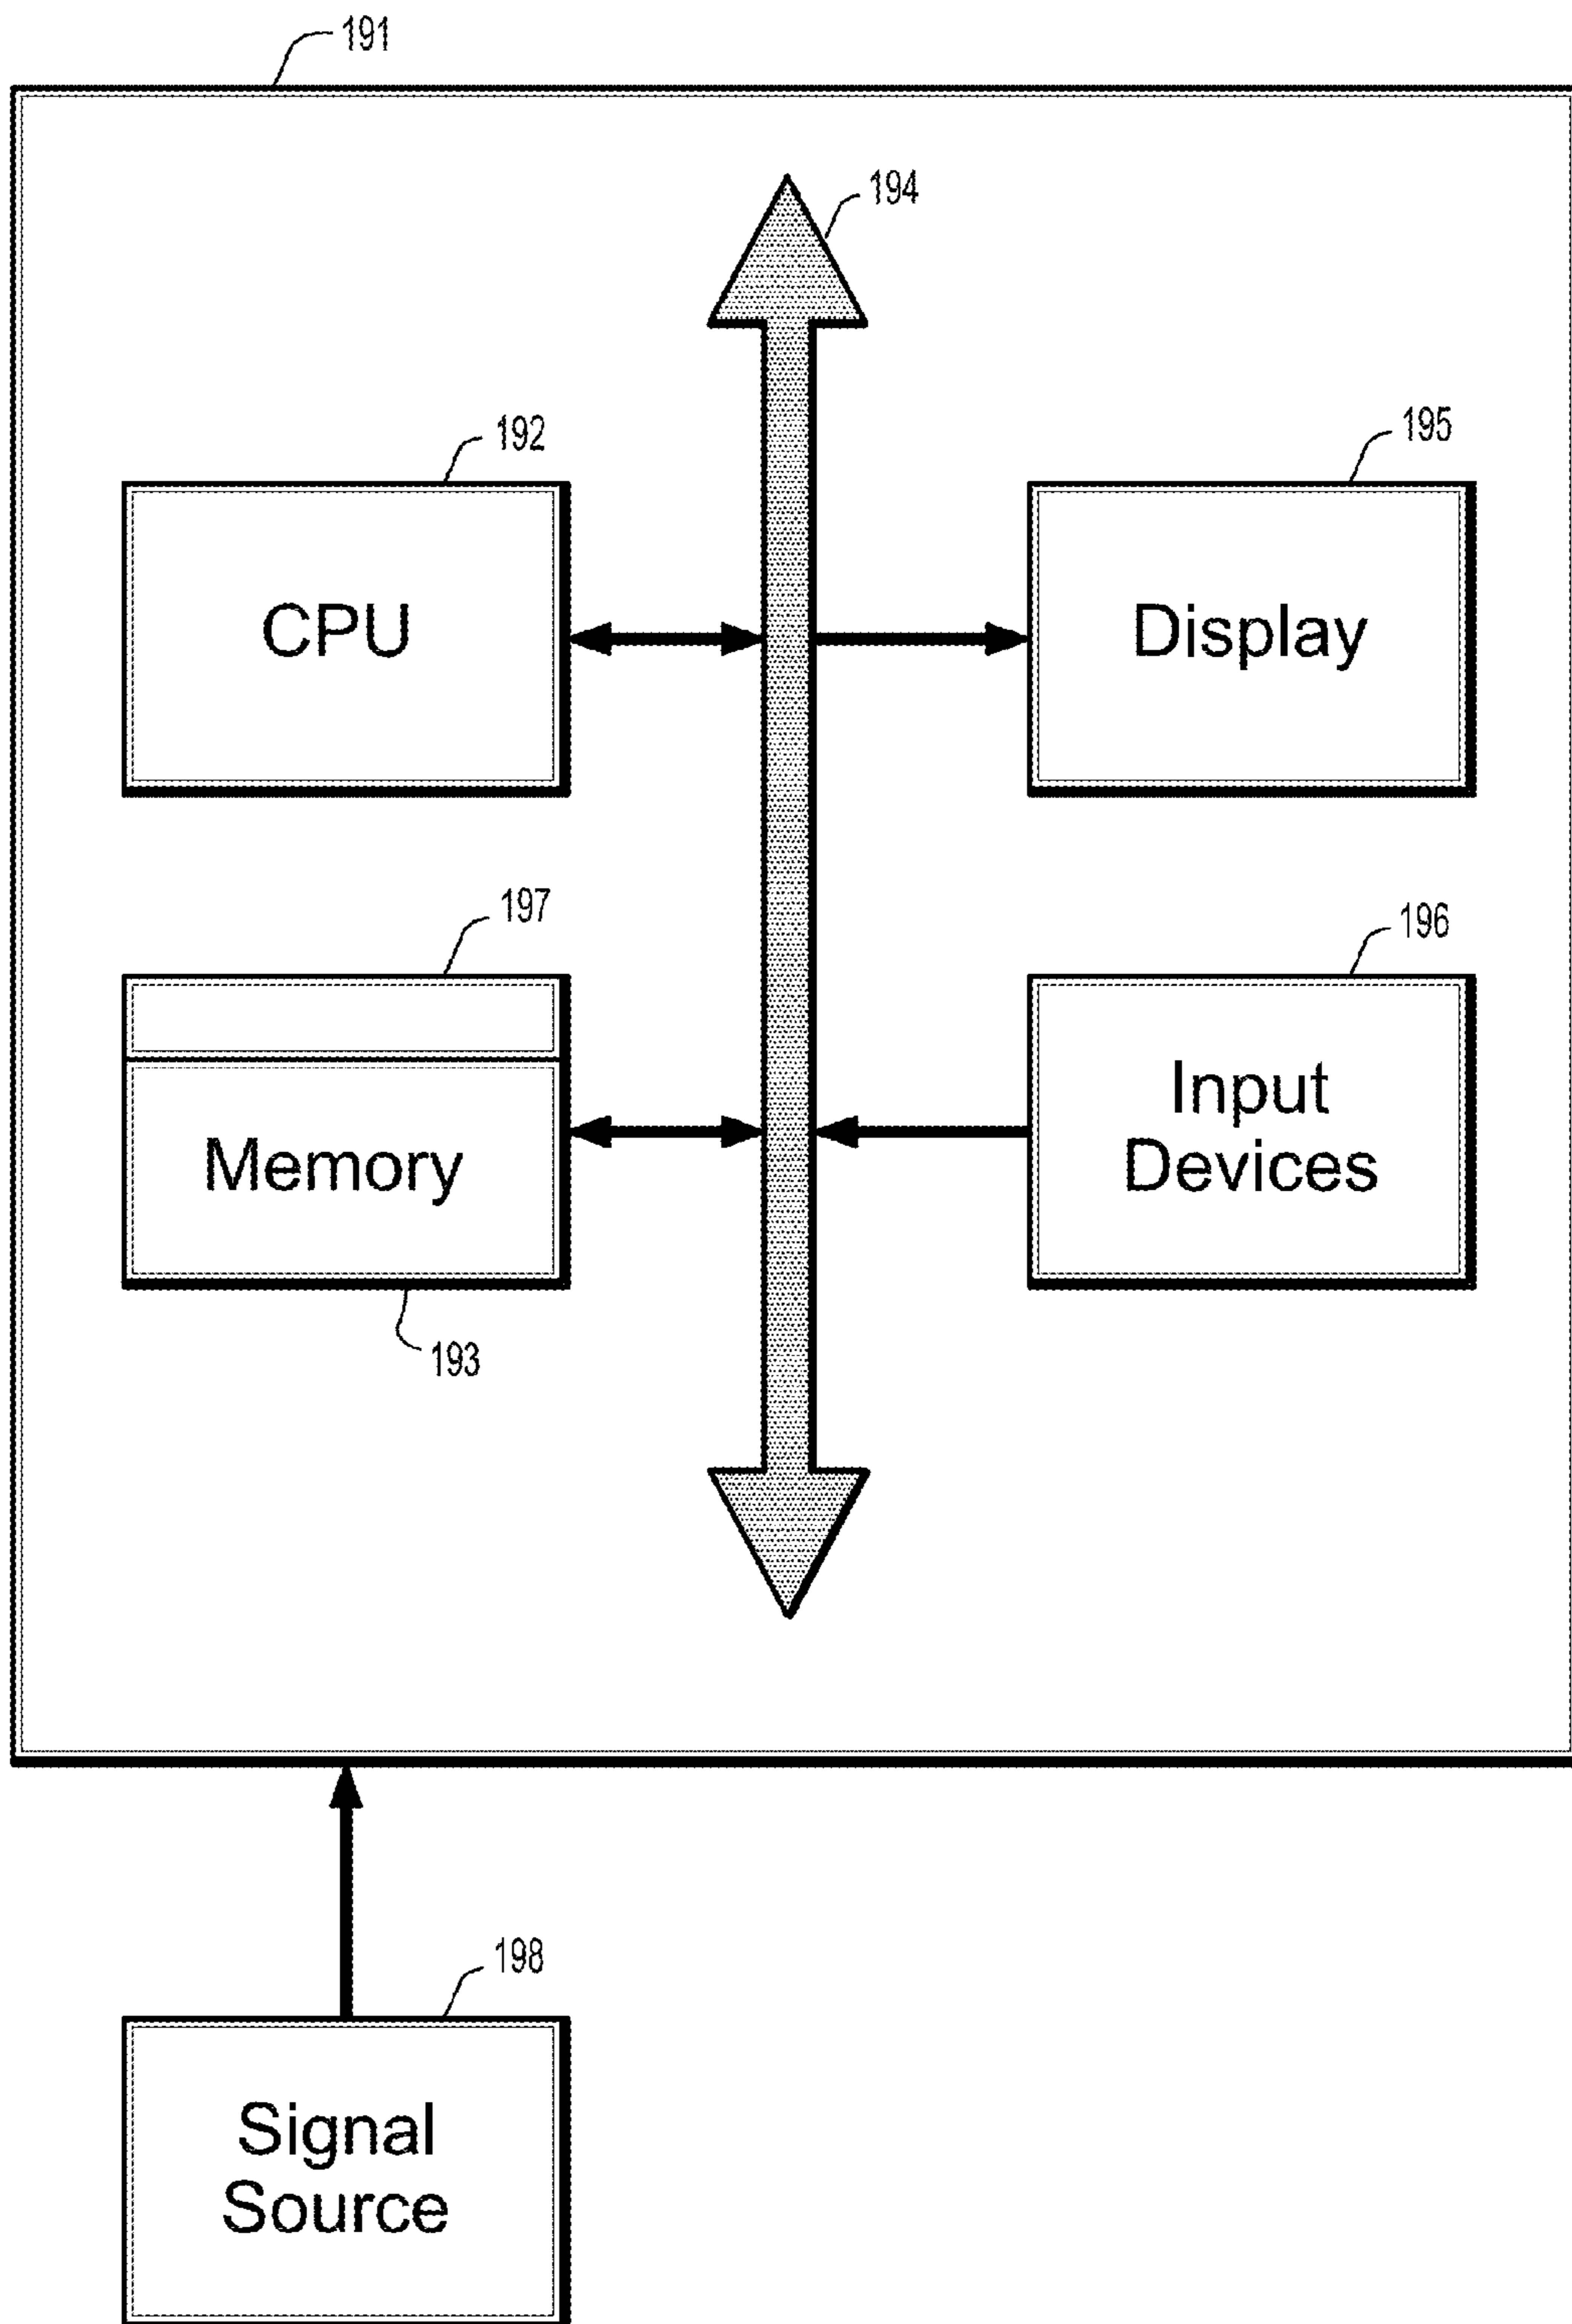 191
194
192
CPU
195
Display
197
Memory
193
196
Input
Devices
198
Signal
Source